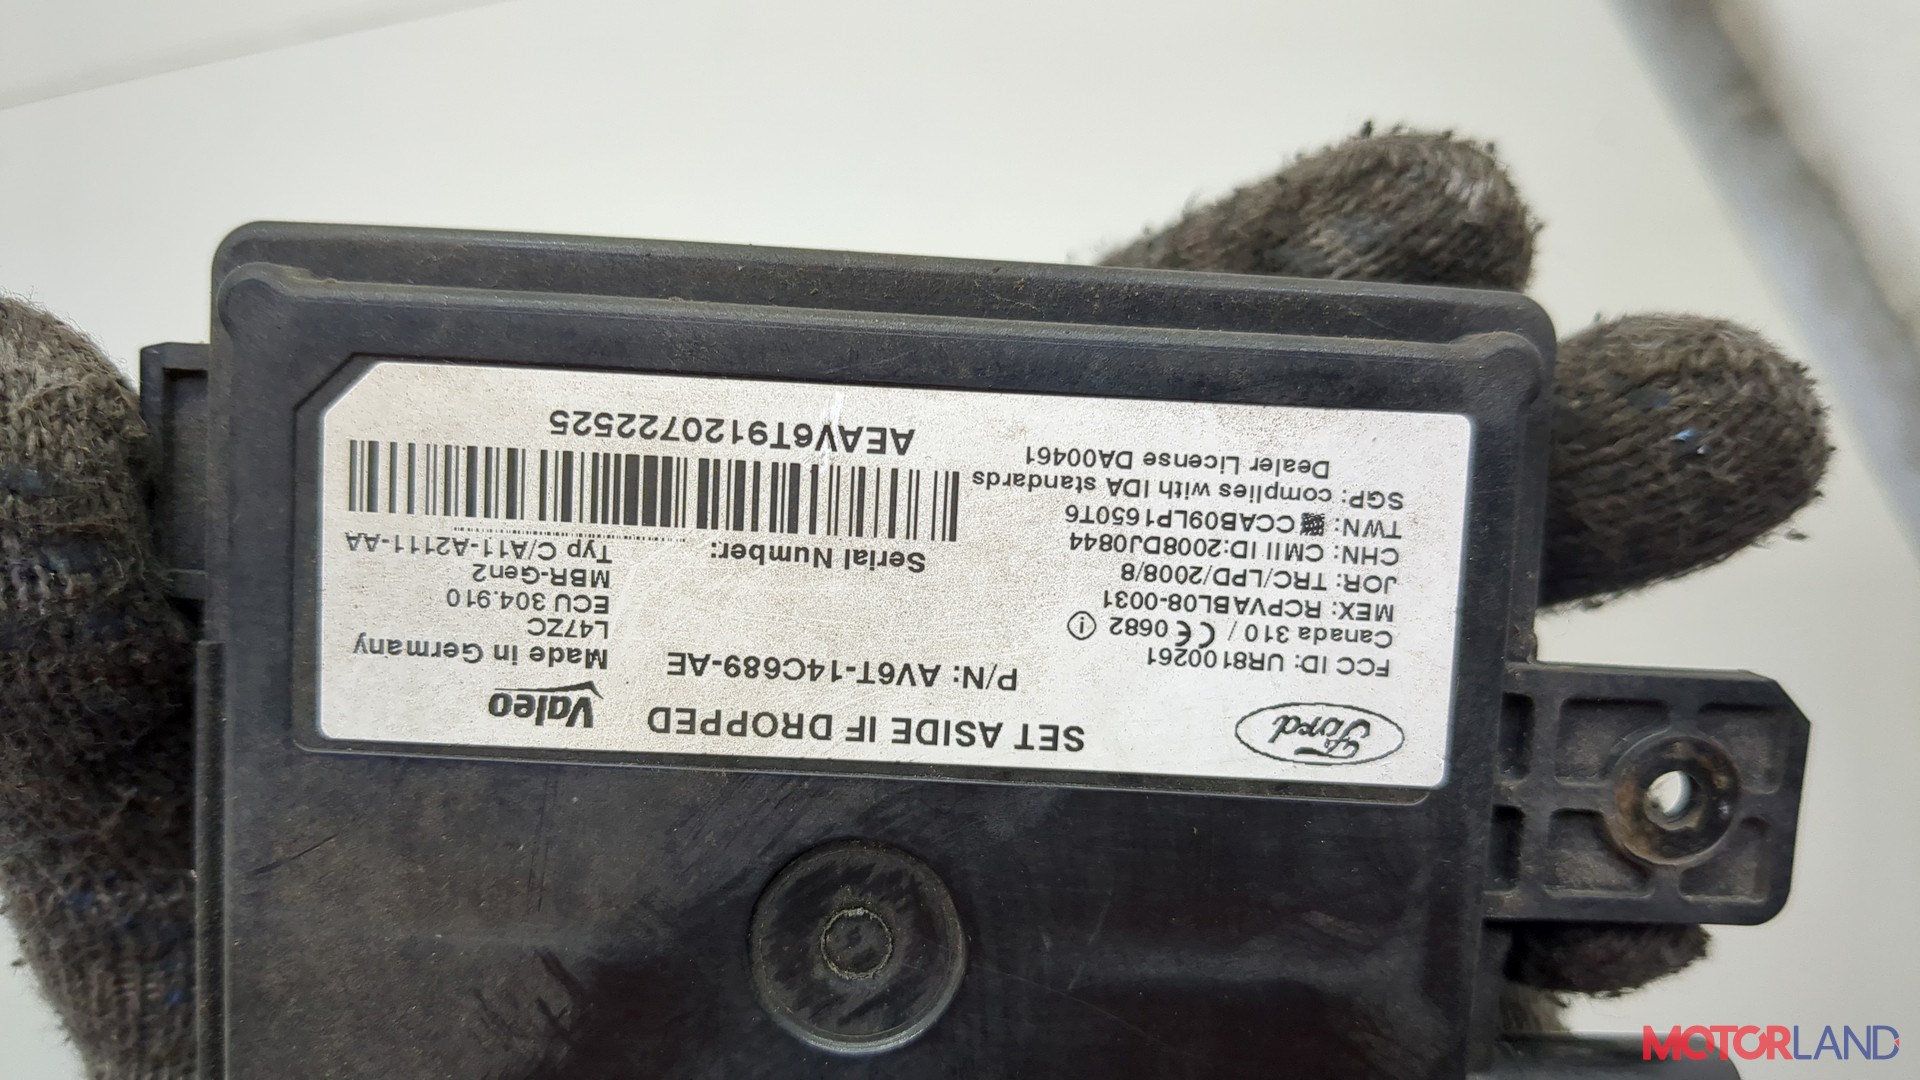 Ford
SET ASIDE IF DROPPED
Valeo
P/N: AV6T-14C689-AE
Made in Germany
L47ZC
ECU 304.910
MBR-Gen2
Typ C/A11-A2111-AA
FCC ID: UR8100261
Canada 310 / CE 0682
MEX: RCPVABL08-0031
JOR: TRC/LPD/2008/8
CHN: CMII ID:2008DJ0844
TWN: CCAB09LP1650T6
SGP: complies with IDA standards
Dealer License DA00461
Serial Number:
AEAV6T9120722525
MOTORLAND